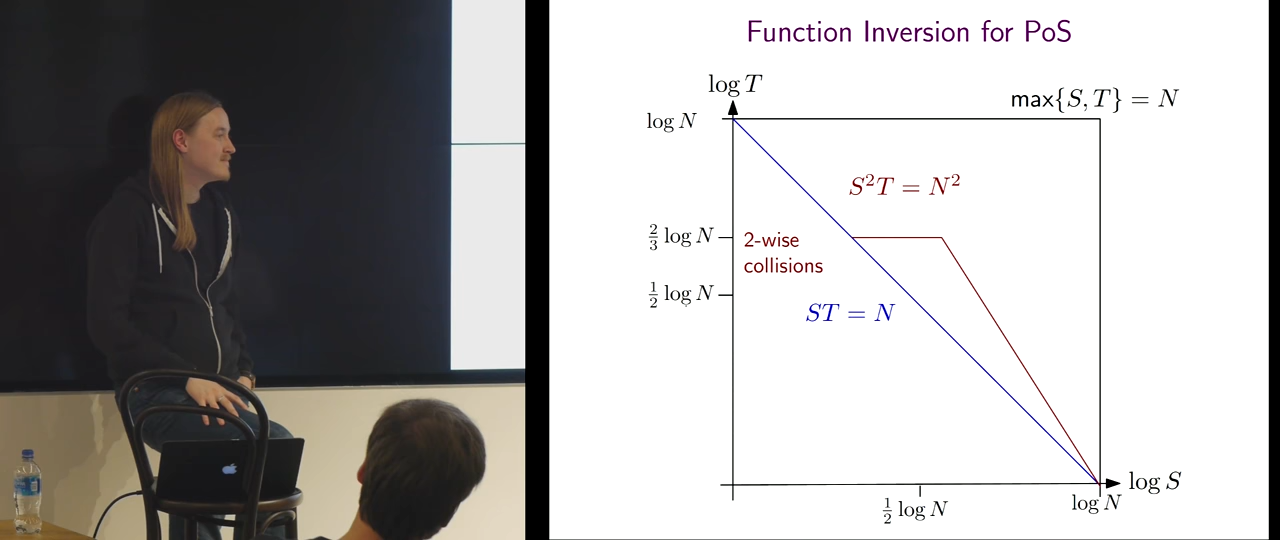 Function Inversion for PoS
log T
max{S, T} = N
log N
S²T = N²
2/3 log N
2-wise
collisions
1/2 log N
ST = N
log S
log N
1/2 log N